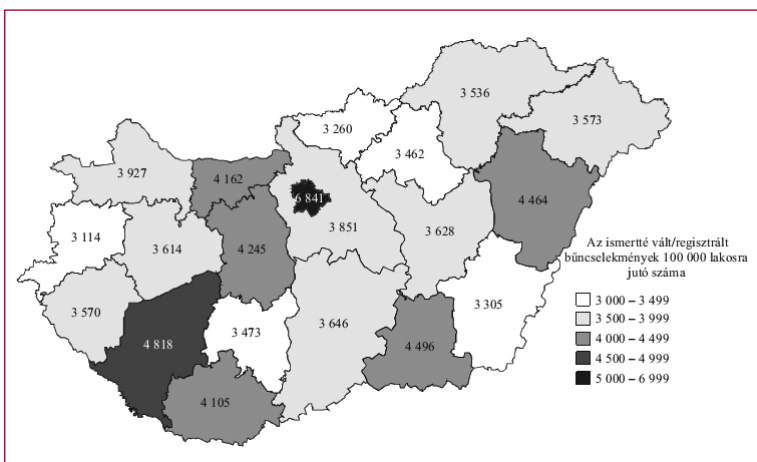 3 536
3 260
3 573
3 462
3 927
4 162
6 841
4 464
3 114
3 614
4 245
3 851
3 628
Az ismertté vált/regisztrált
bűncselekmények 100 000 lakosra
jutó száma
3 000 – 3 499
3 305
3 570
3 500 – 3 999
4 818
3 473
3 646
4 496
4 000 – 4 499
4 500 – 4 999
5 000 – 6 999
4 105